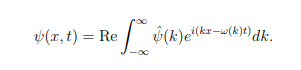 ψ(x, t) = Re ∫_{-∞}^{∞} ψ̂(k)e^{i(kx−ω(k)t)} dk.